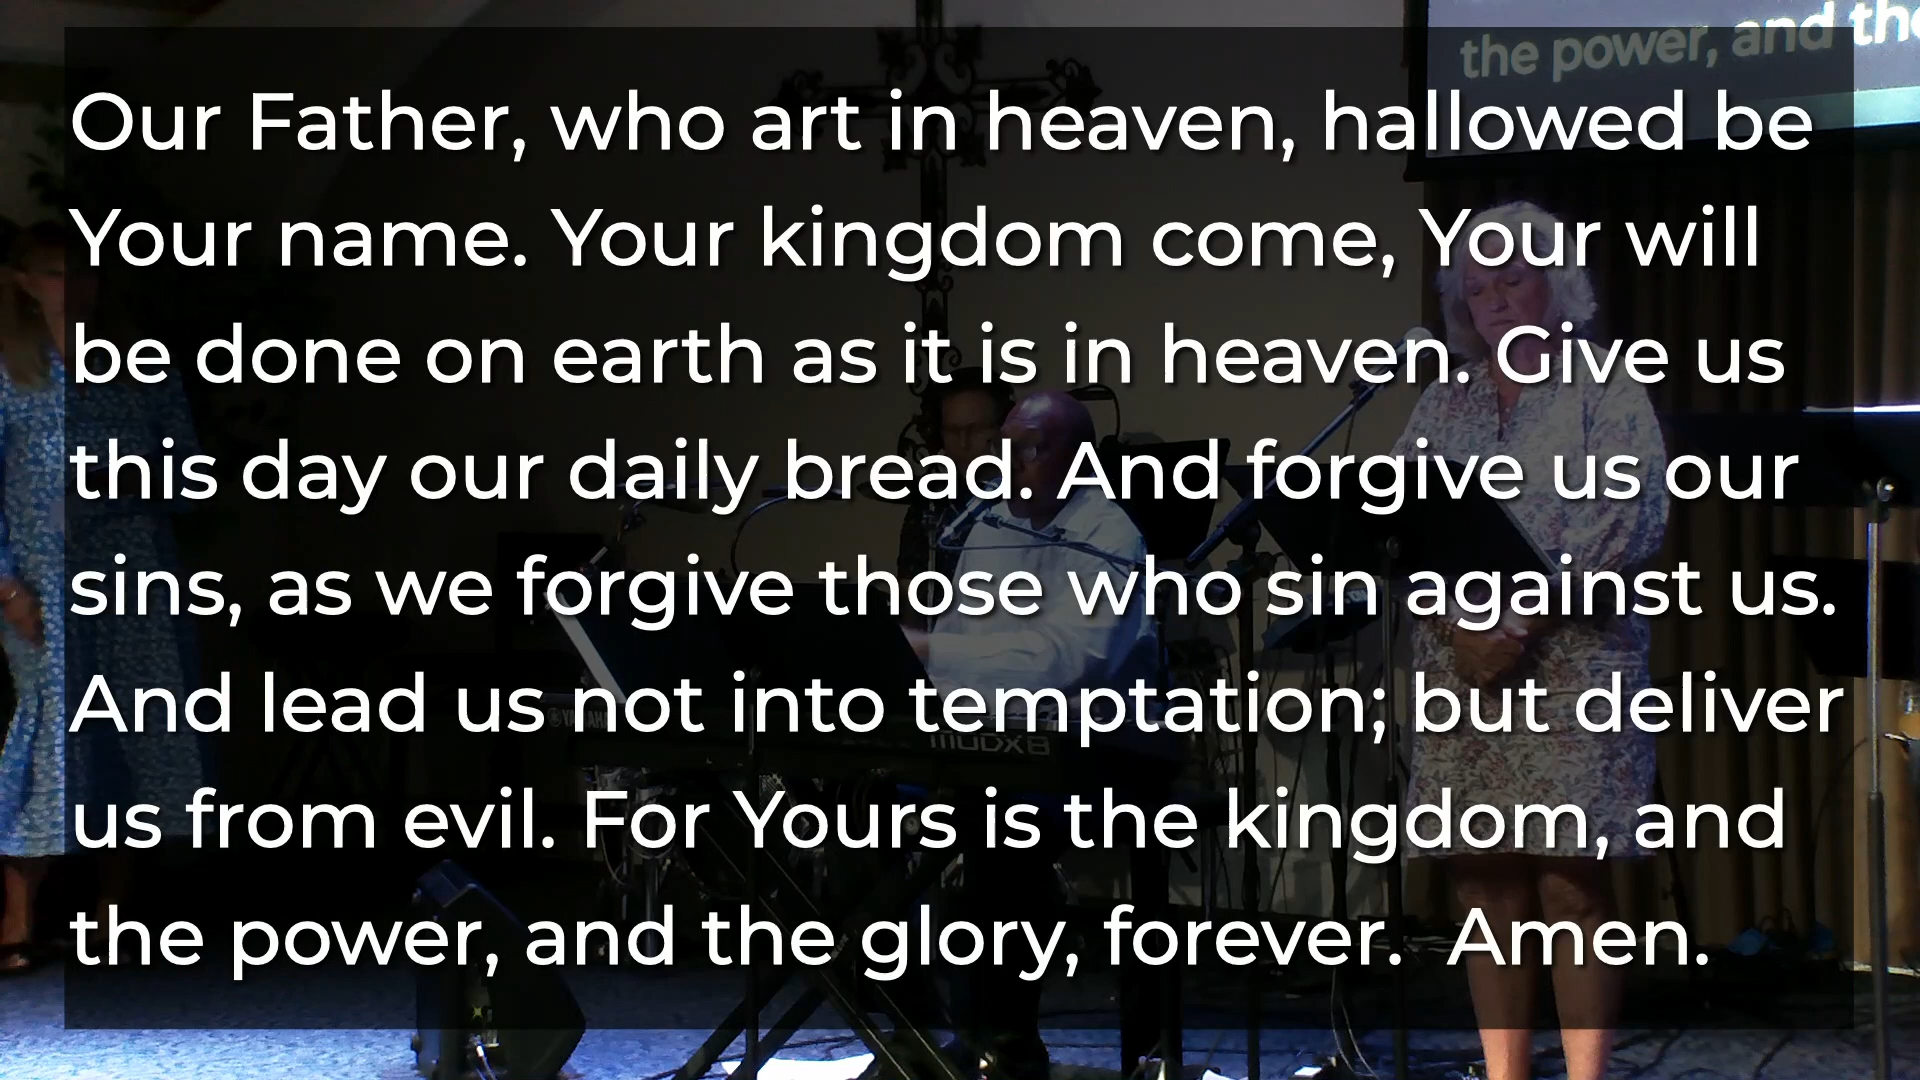 the power, and the
Our Father, who art in heaven, hallowed be
Your name. Your kingdom come, Your will
be done on earth as it is in heaven. Give us
this day our daily bread. And forgive us our
sins, as we forgive those who sin against us.
And lead us not into temptation; but deliver
us from evil. For Yours is the kingdom, and
the power, and the glory, forever. Amen.
YAMAHA
MODX8